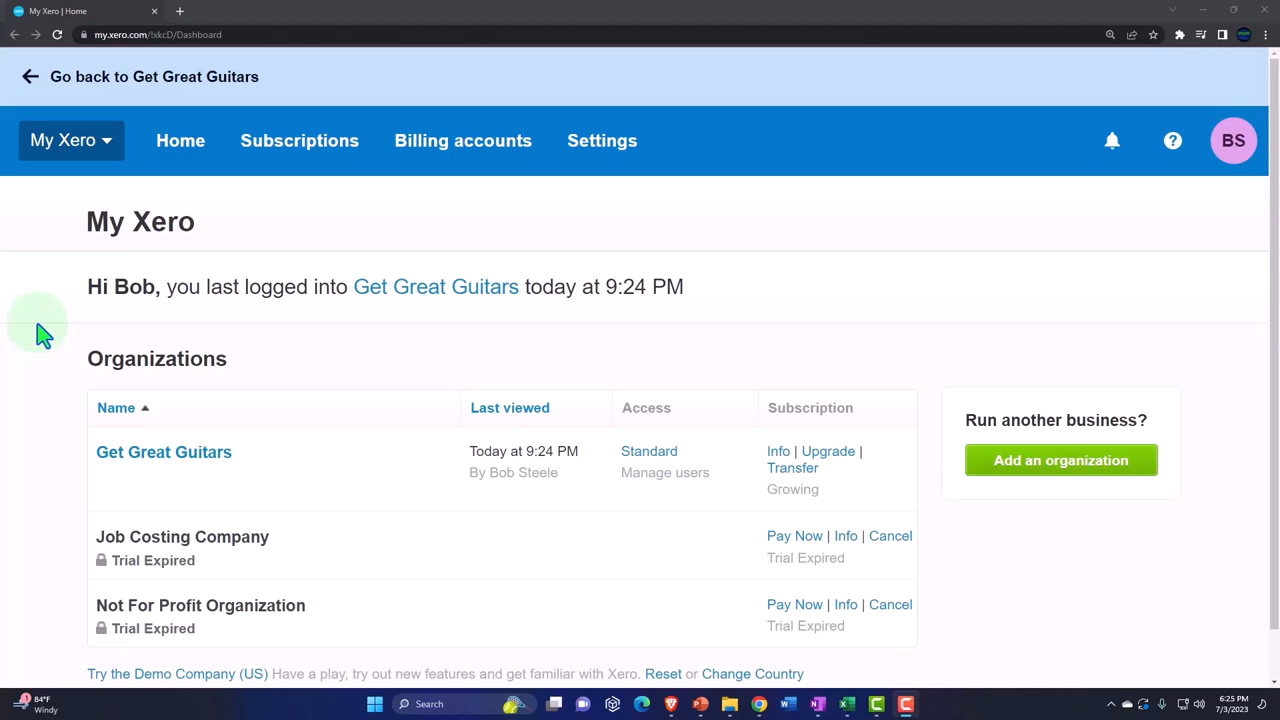 My Xero | Home
my.xero.com/!xkcD/Dashboard
Go back to Get Great Guitars
My Xero Home Subscriptions Billing accounts Settings BS
My Xero
Hi Bob, you last logged into Get Great Guitars today at 9:24 PM
Organizations
Name Last viewed Access Subscription
Get Great Guitars Today at 9:24 PM Standard Info | Upgrade |
By Bob Steele Manage users Transfer
Growing
Run another business?
Add an organization
Job Costing Company Pay Now | Info | Cancel
Trial Expired Trial Expired
Not For Profit Organization Pay Now | Info | Cancel
Trial Expired Trial Expired
Try the Demo Company (US) Have a play, try out new features and get familiar with Xero. Reset or Change Country
84°F
Windy
Search
6:25 PM
7/3/2023